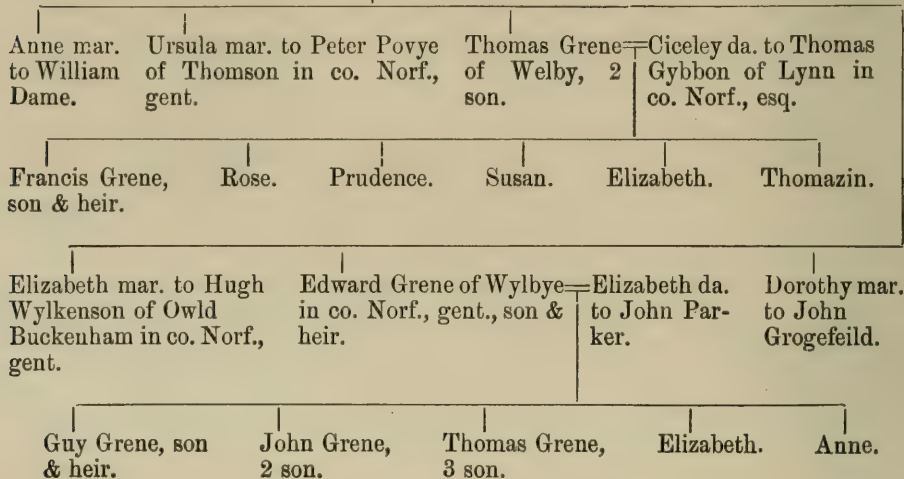 Anne mar. to William Dame.
Ursula mar. to Peter Povye of Thomson in co. Norf., gent.
Thomas Grene of Welby, 2 son.
Ciceley da. to Thomas Gybbon of Lynn in co. Norf., esq.
Francis Grene, son & heir.
Rose.
Prudence.
Susan.
Elizabeth.
Thomazin.
Elizabeth mar. to Hugh Wylkenson of Owld Buckenham in co. Norf., gent.
Edward Grene of Wylbye in co. Norf., gent., son & heir.
Elizabeth da. to John Parker.
Dorothy mar. to John Grogefeild.
Guy Grene, son & heir.
John Grene, 2 son.
Thomas Grene, 3 son.
Elizabeth.
Anne.